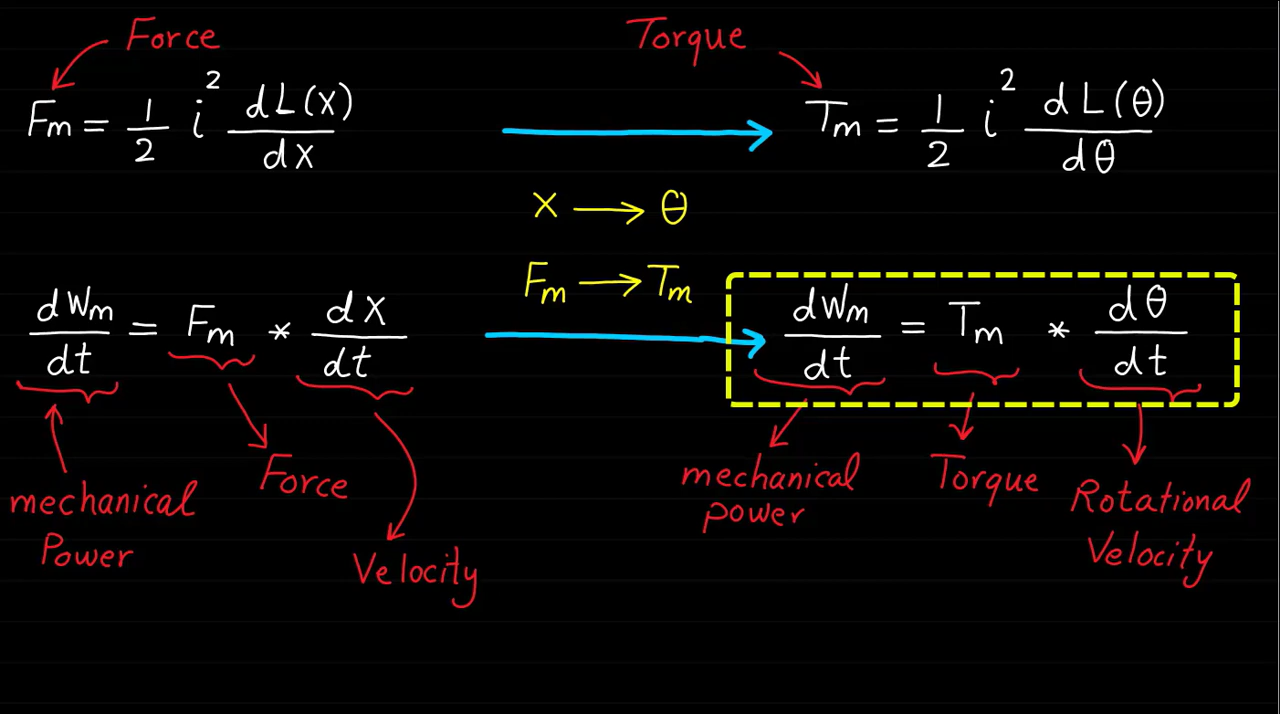 Force
Torque
Fm = 1/2 i² dL(x)/dx
Tm = 1/2 i² dL(θ)/dθ
x → θ
Fm → Tm
dWm/dt = Fm * dx/dt
dWm/dt = Tm * dθ/dt
mechanical
Power
Force
Velocity
mechanical
power
Torque
Rotational
Velocity